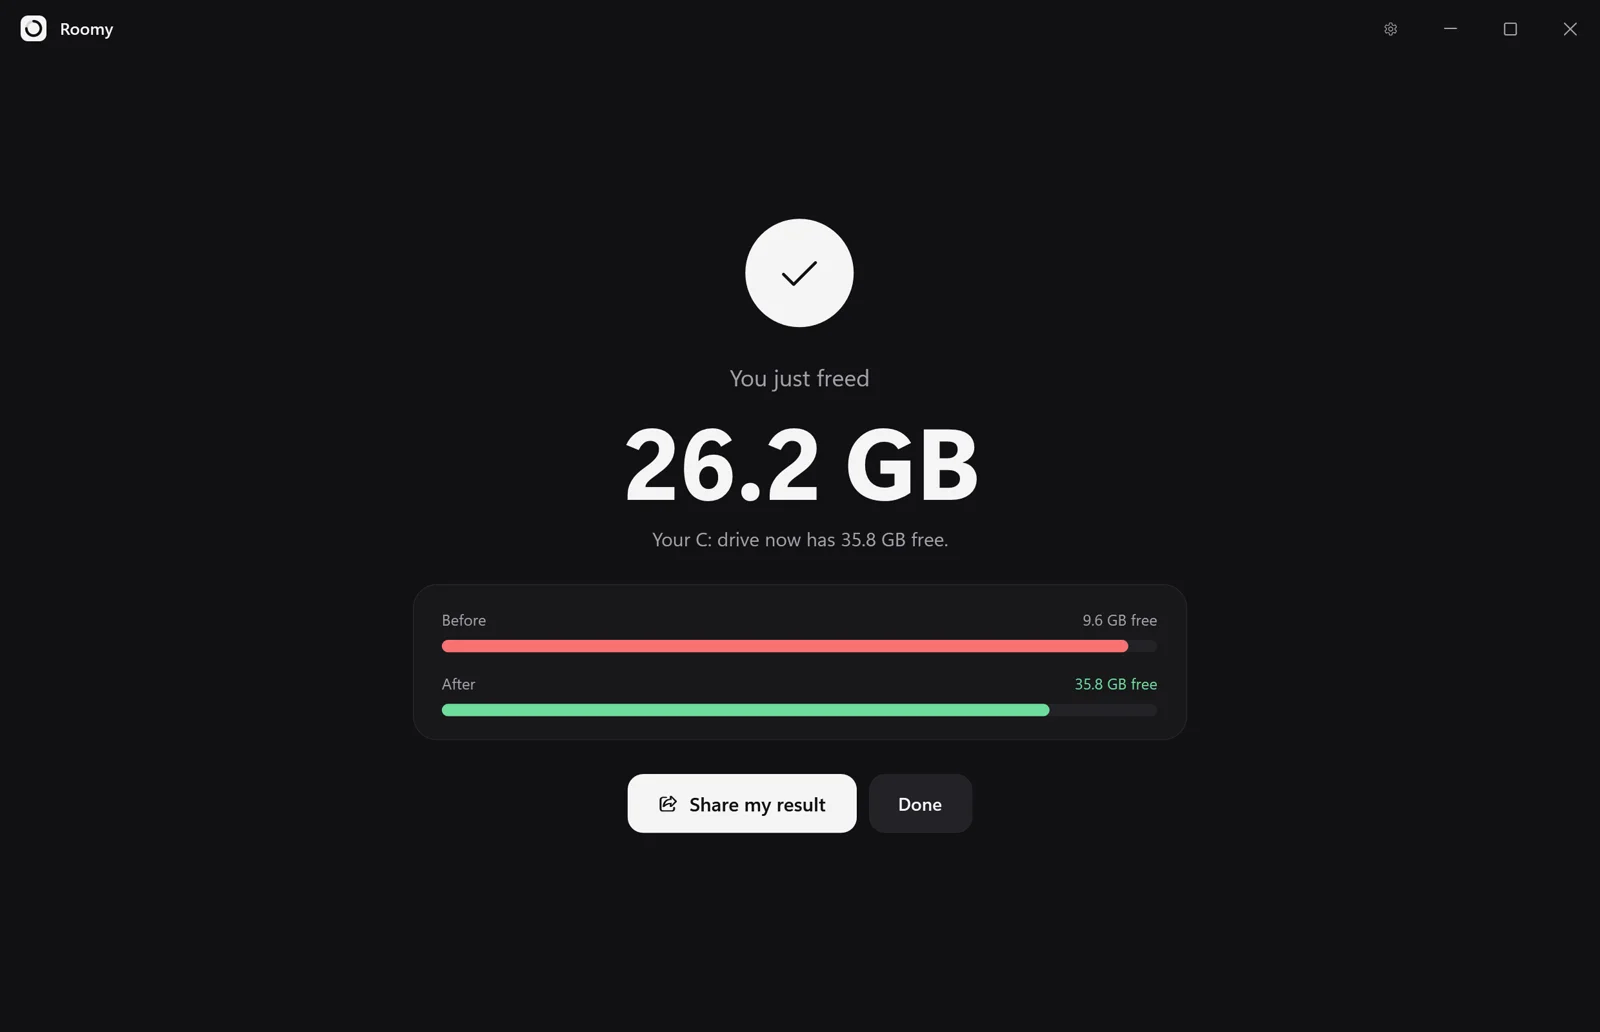 Roomy
You just freed
26.2 GB
Your C: drive now has 35.8 GB free.
Before
9.6 GB free
After
35.8 GB free
Share my result
Done